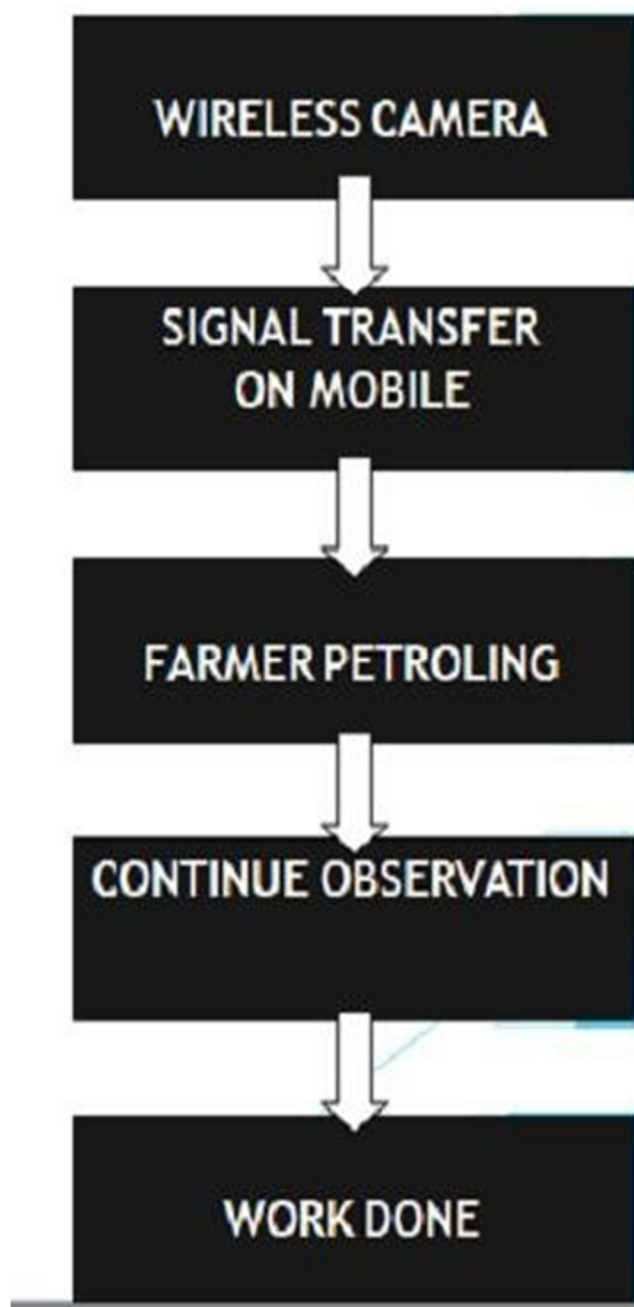 WIRELESS CAMERA
SIGNAL TRANSFER
ON MOBILE
FARMER PETROLING
CONTINUE OBSERVATION
WORK DONE